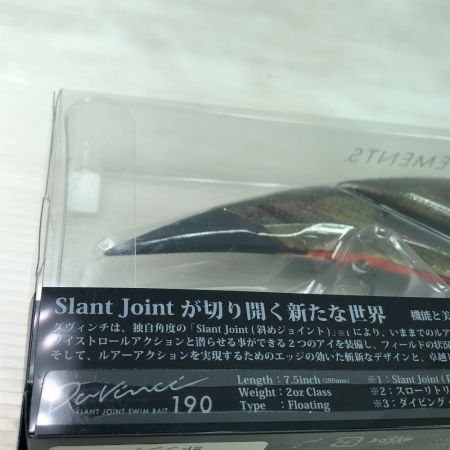 EMENTS.
Slant Joint が切り開く新たな世界
機能と美
ダヴィンチは、独自角度の「Slant Joint (斜めジョイント)」※1 により、いままでのルア
ツイストロールアクションと潜らせる事ができる2つのアイを装備し、フィールドの状況
そして、ルアーアクションを実現するためのエッジの効いた斬新なデザインと、卓越し
DaVinci 190
SLANT JOINT SWIM BAIT
Length : 7.5inch (190mm)
Weight : 2oz Class
Type : Floating
※1 : Slant Joint (
※2 : スローリトリ
※3 : ダイビング